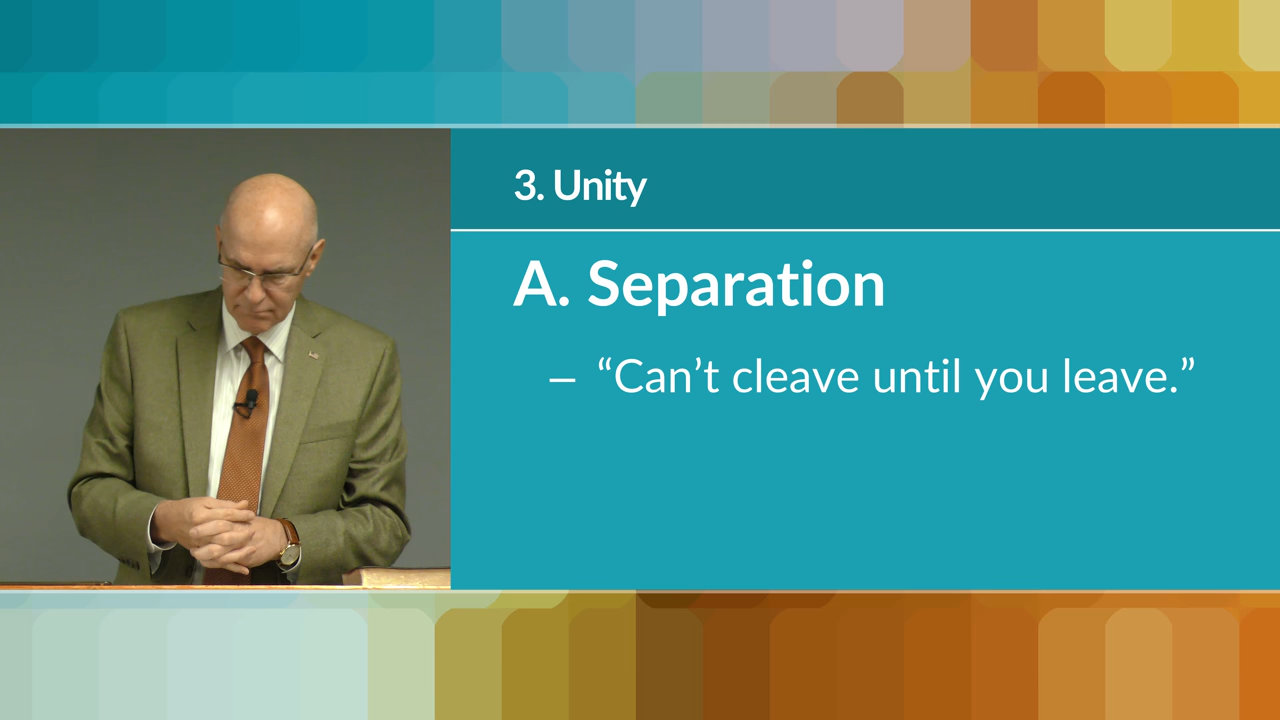 3. Unity
A. Separation
– “Can’t cleave until you leave.”